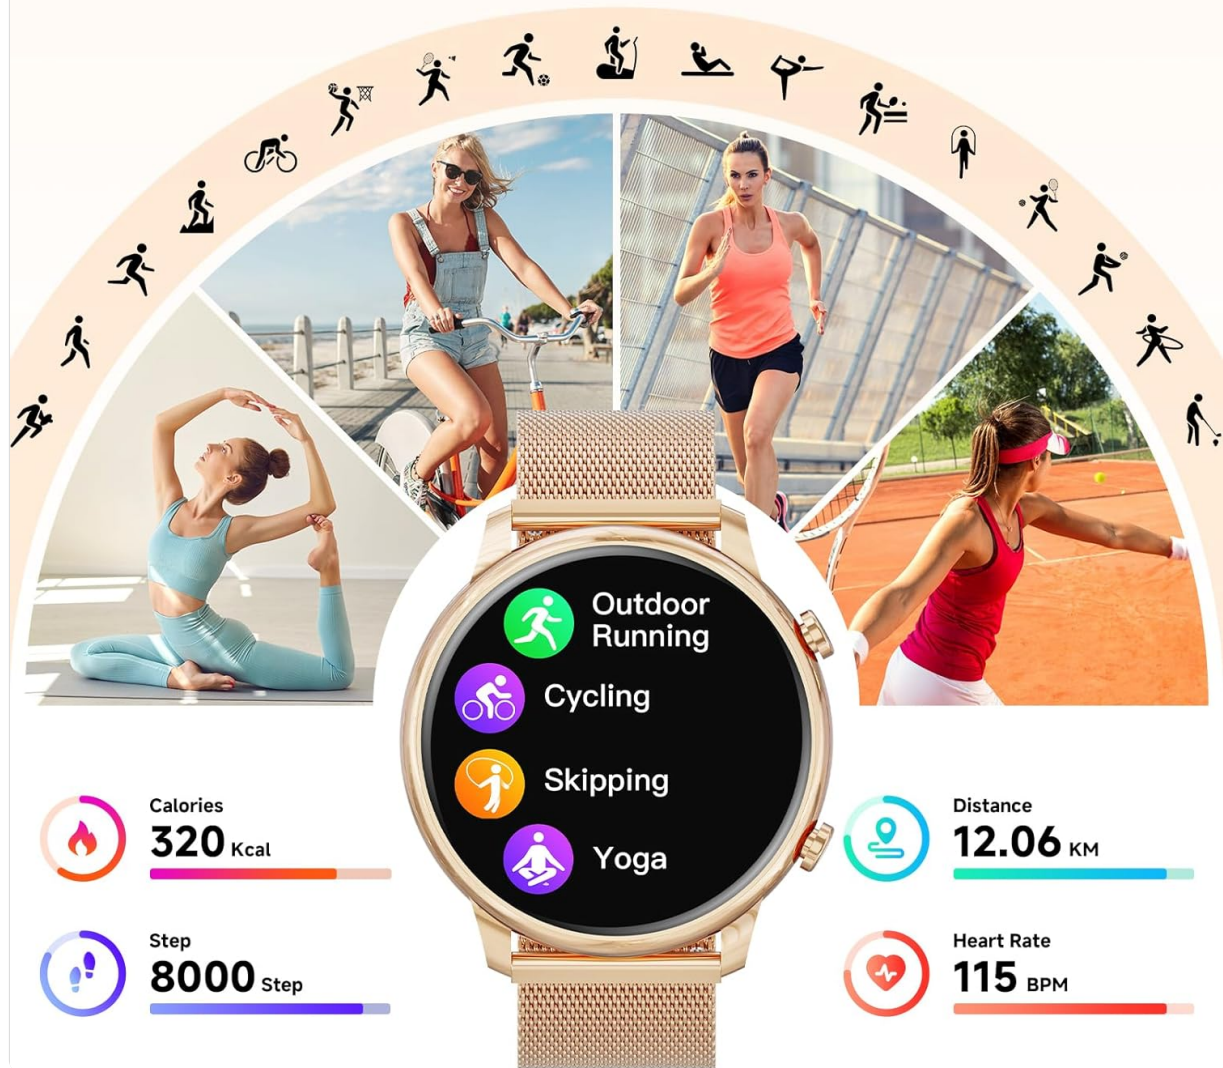 Outdoor
Running
Cycling
Skipping
Yoga
Calories
320 Kcal
Step
8000 Step
Distance
12.06 KM
Heart Rate
115 BPM